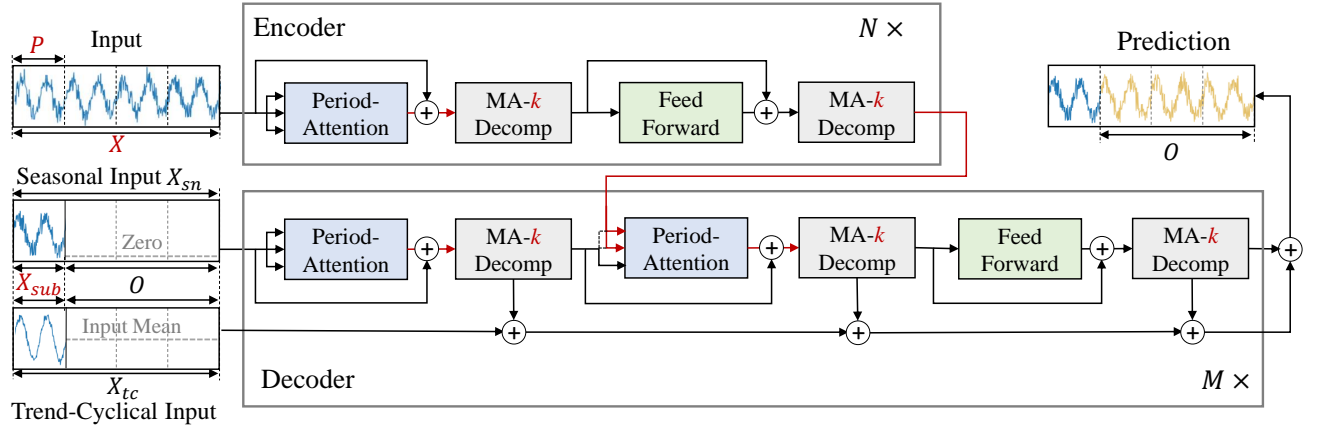 Input
P
X
Encoder
N ×
Period-
Attention
+
MA-k
Decomp
Feed
Forward
+
MA-k
Decomp
Prediction
O
Seasonal Input X_sn
Zero
X_sub
O
Input Mean
X_tc
Trend-Cyclical Input
Period-
Attention
+
MA-k
Decomp
Period-
Attention
+
MA-k
Decomp
Feed
Forward
+
MA-k
Decomp
+
+
+
+
Decoder
M ×